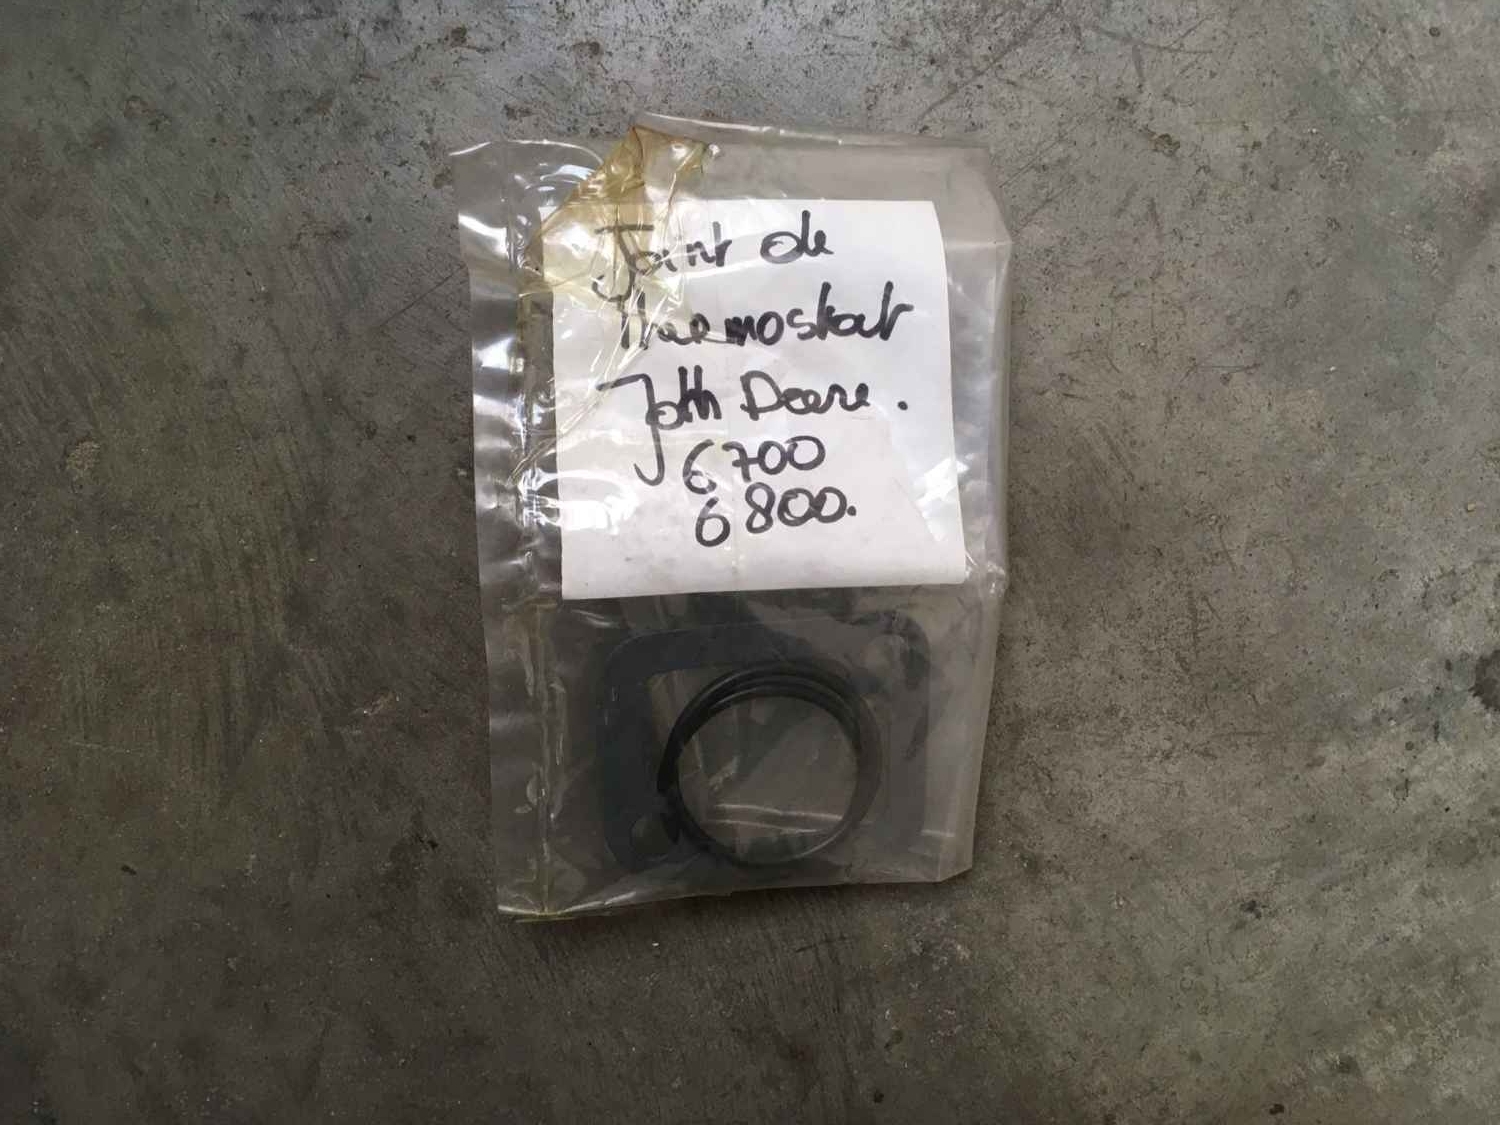 Joint de
thermostat
John Deere.
6700
6800.